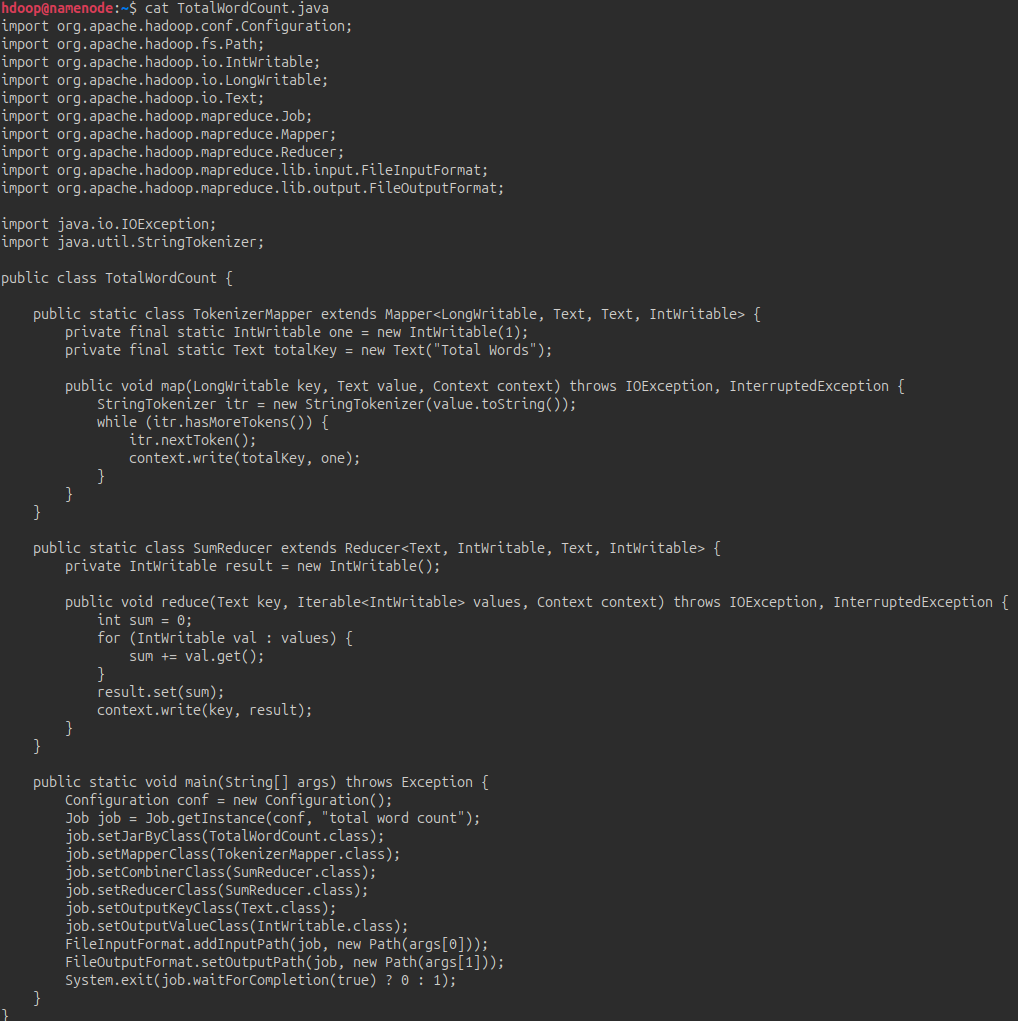 hdoop@namenode:~$ cat TotalWordCount.java
import org.apache.hadoop.conf.Configuration;
import org.apache.hadoop.fs.Path;
import org.apache.hadoop.io.IntWritable;
import org.apache.hadoop.io.LongWritable;
import org.apache.hadoop.io.Text;
import org.apache.hadoop.mapreduce.Job;
import org.apache.hadoop.mapreduce.Mapper;
import org.apache.hadoop.mapreduce.Reducer;
import org.apache.hadoop.mapreduce.lib.input.FileInputFormat;
import org.apache.hadoop.mapreduce.lib.output.FileOutputFormat;

import java.io.IOException;
import java.util.StringTokenizer;

public class TotalWordCount {

    public static class TokenizerMapper extends Mapper<LongWritable, Text, Text, IntWritable> {
        private final static IntWritable one = new IntWritable(1);
        private final static Text totalKey = new Text("Total Words");

        public void map(LongWritable key, Text value, Context context) throws IOException, InterruptedException {
            StringTokenizer itr = new StringTokenizer(value.toString());
            while (itr.hasMoreTokens()) {
                itr.nextToken();
                context.write(totalKey, one);
            }
        }
    }

    public static class SumReducer extends Reducer<Text, IntWritable, Text, IntWritable> {
        private IntWritable result = new IntWritable();

        public void reduce(Text key, Iterable<IntWritable> values, Context context) throws IOException, InterruptedException {
            int sum = 0;
            for (IntWritable val : values) {
                sum += val.get();
            }
            result.set(sum);
            context.write(key, result);
        }
    }

    public static void main(String[] args) throws Exception {
        Configuration conf = new Configuration();
        Job job = Job.getInstance(conf, "total word count");
        job.setJarByClass(TotalWordCount.class);
        job.setMapperClass(TokenizerMapper.class);
        job.setCombinerClass(SumReducer.class);
        job.setReducerClass(SumReducer.class);
        job.setOutputKeyClass(Text.class);
        job.setOutputValueClass(IntWritable.class);
        FileInputFormat.addInputPath(job, new Path(args[0]));
        FileOutputFormat.setOutputPath(job, new Path(args[1]));
        System.exit(job.waitForCompletion(true) ? 0 : 1);
    }
}